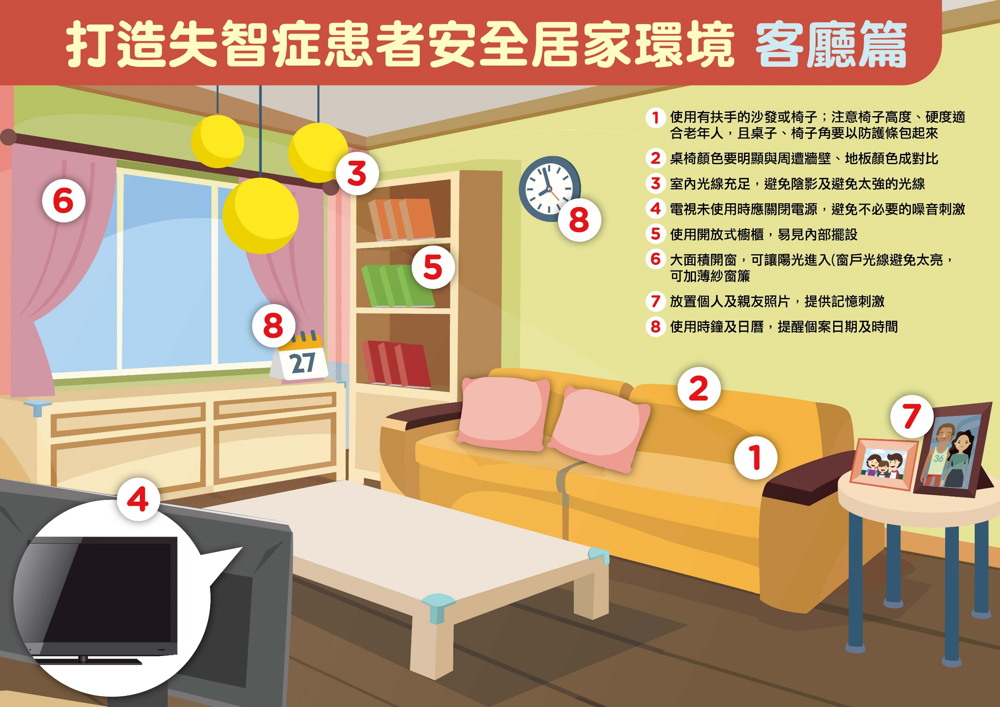 打造失智症患者安全居家環境 客廳篇
1 使用有扶手的沙發或椅子；注意椅子高度、硬度適
合老年人，且桌子、椅子角要以防護條包起來
2 桌椅顏色要明顯與周遭牆壁、地板顏色成對比
3 室內光線充足，避免陰影及避免太強的光線
4 電視未使用時應關閉電源，避免不必要的噪音刺激
5 使用開放式櫥櫃，易見內部擺設
6 大面積開窗，可讓陽光進入(窗戶光線避免太亮，
可加薄紗窗簾
7 放置個人及親友照片，提供記憶刺激
8 使用時鐘及日曆，提醒個案日期及時間
3
6
8
5
8
27
2
7
1
36
4